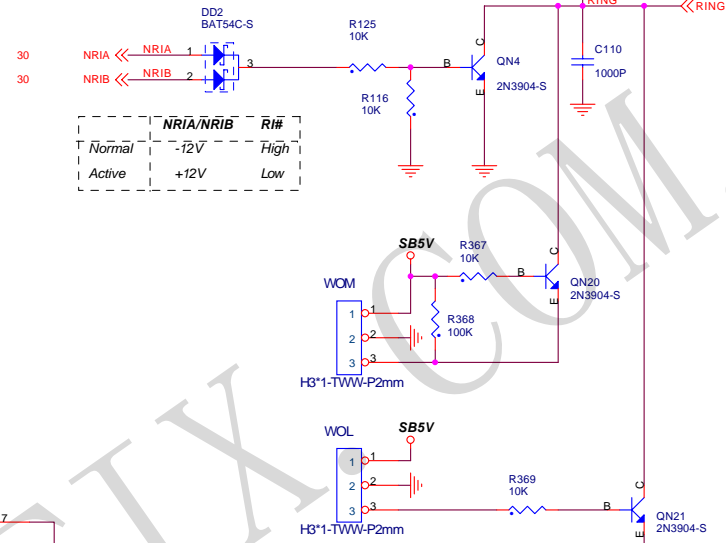 DD2
BAT54C-S
30 NRIA NRIA 1
30 NRIB NRIB 2
3
R125
10K
R116
10K
B
C
E
QN4
2N3904-S
RING
RING
C110
1000P
NRIA/NRIB RI#
Normal -12V High
Active +12V Low
SB5V
WOM
1 1
2 2
3 3
H3*1-TWW-P2mm
R367
10K
R368
100K
B
C
E
QN20
2N3904-S
WOL
SB5V
1 1
2 2
3 3
H3*1-TWW-P2mm
R369
10K
B
C
E
QN21
2N3904-S
7